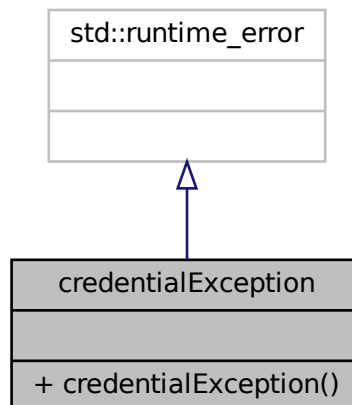 std::runtime_error
credentialException
+ credentialException()